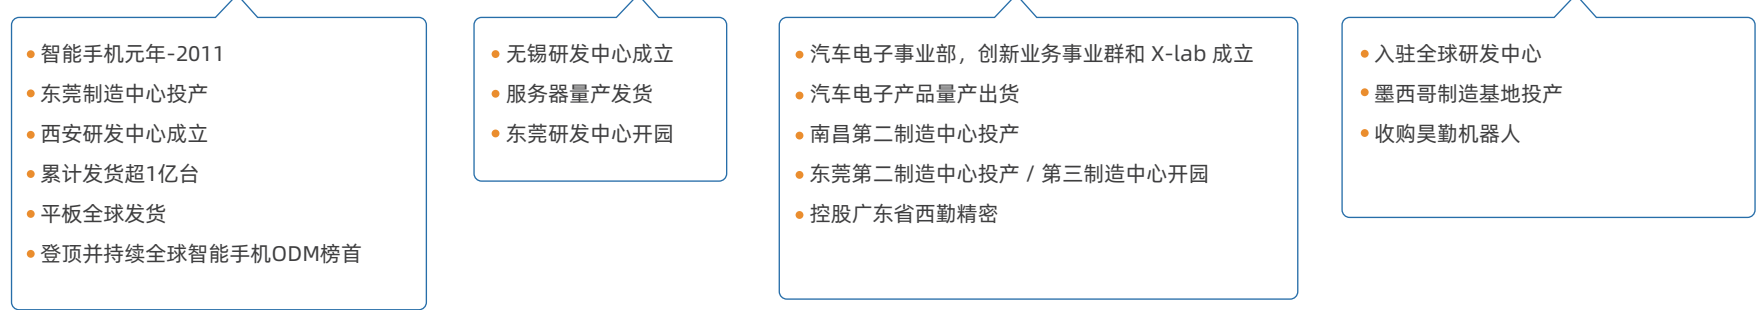 智能手机元年-2011
东莞制造中心投产
西安研发中心成立
累计发货超1亿台
平板全球发货
登顶并持续全球智能手机ODM榜首
无锡研发中心成立
服务器量产发货
东莞研发中心开园
汽车电子事业部，创新业务事业群和 X-lab 成立
汽车电子产品量产出货
南昌第二制造中心投产
东莞第二制造中心投产 / 第三制造中心开园
控股广东省西勤精密
入驻全球研发中心
墨西哥制造基地投产
收购昊勤机器人